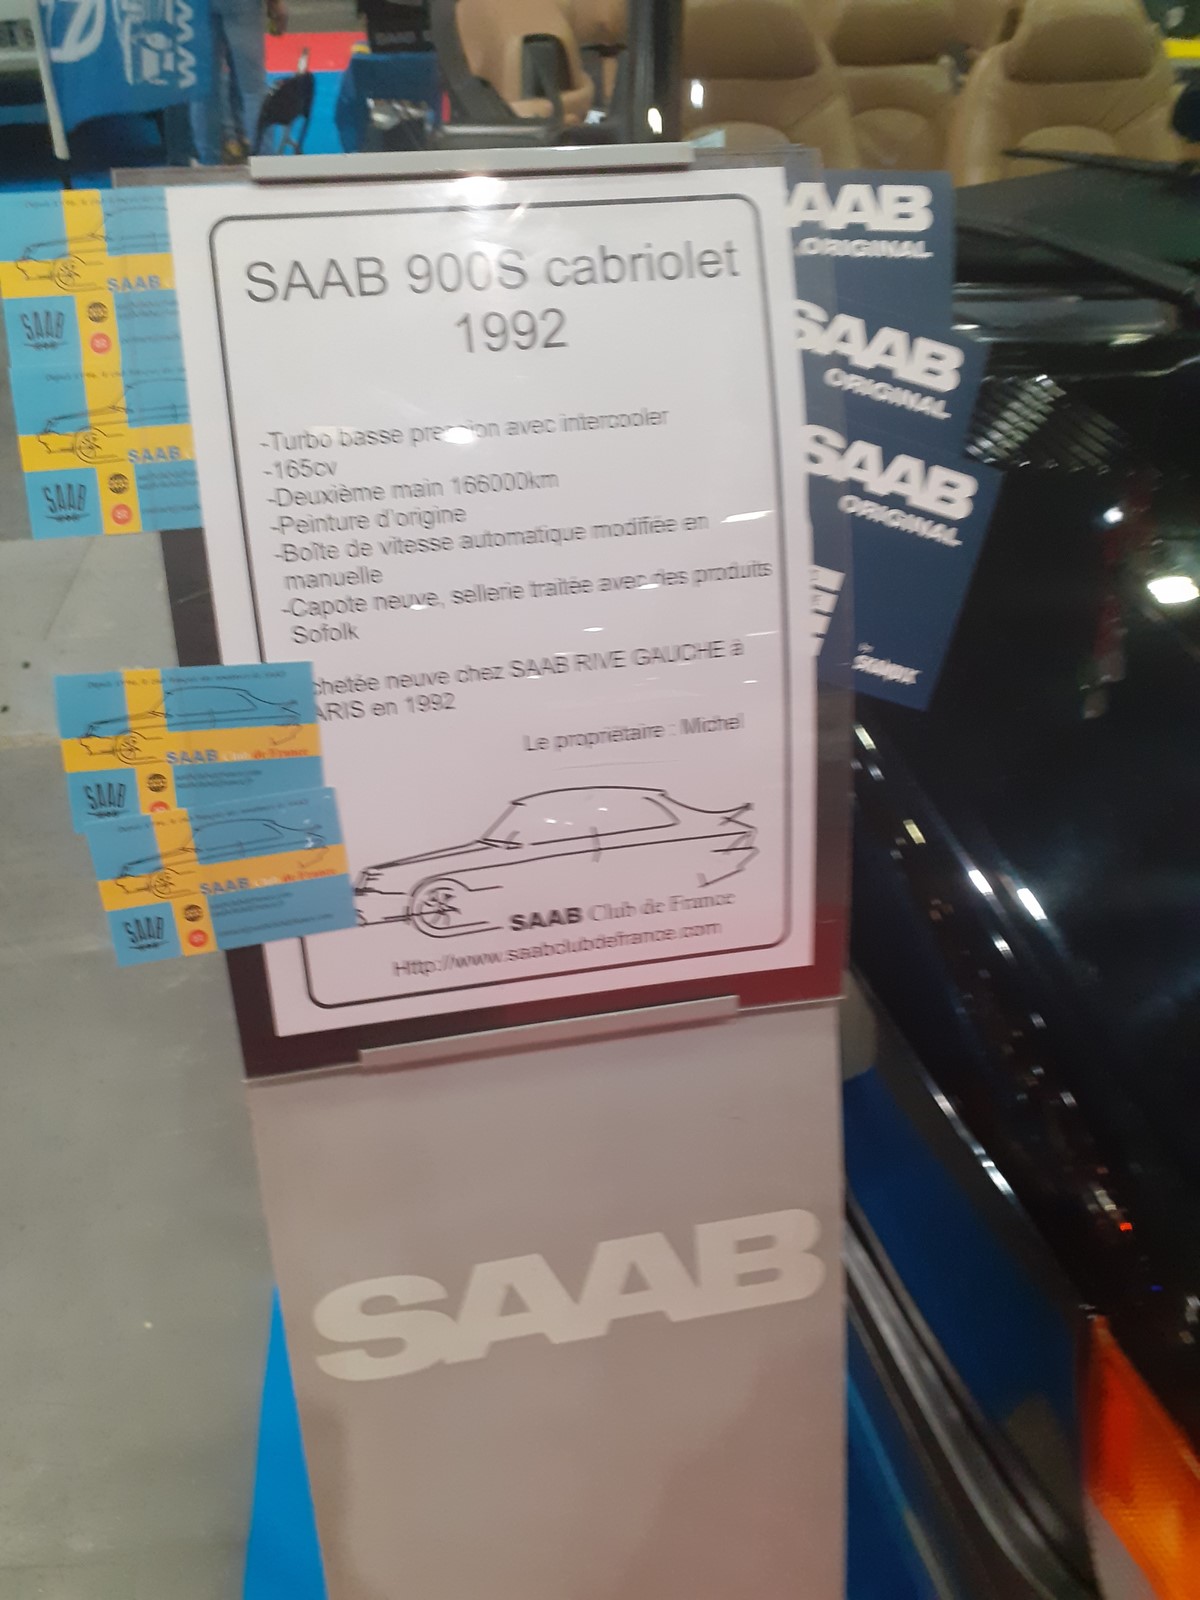 SAAB 900S cabriolet
1992
-Turbo basse pression avec intercooler
-165cv
-Deuxième main 166000km
-Peinture d'origine
-Boîte de vitesse automatique modifiée en
manuelle
-Capote neuve, sellerie traitée avec des produits
Sofolk
chetée neuve chez SAAB RIVE GAUCHE à
ARIS en 1992
Le propriétaire : Michel
SAAB Club de France
Http://www.saabclubdefrance.com
SAAB
AAB
ORIGINAL
SAAB
ORIGINAL
SAAB
ORIGINAL
SAAB
SAAB
SAAB
SAAB
SAAB Club de France
SAAB
SAAB Club de France
SAAB